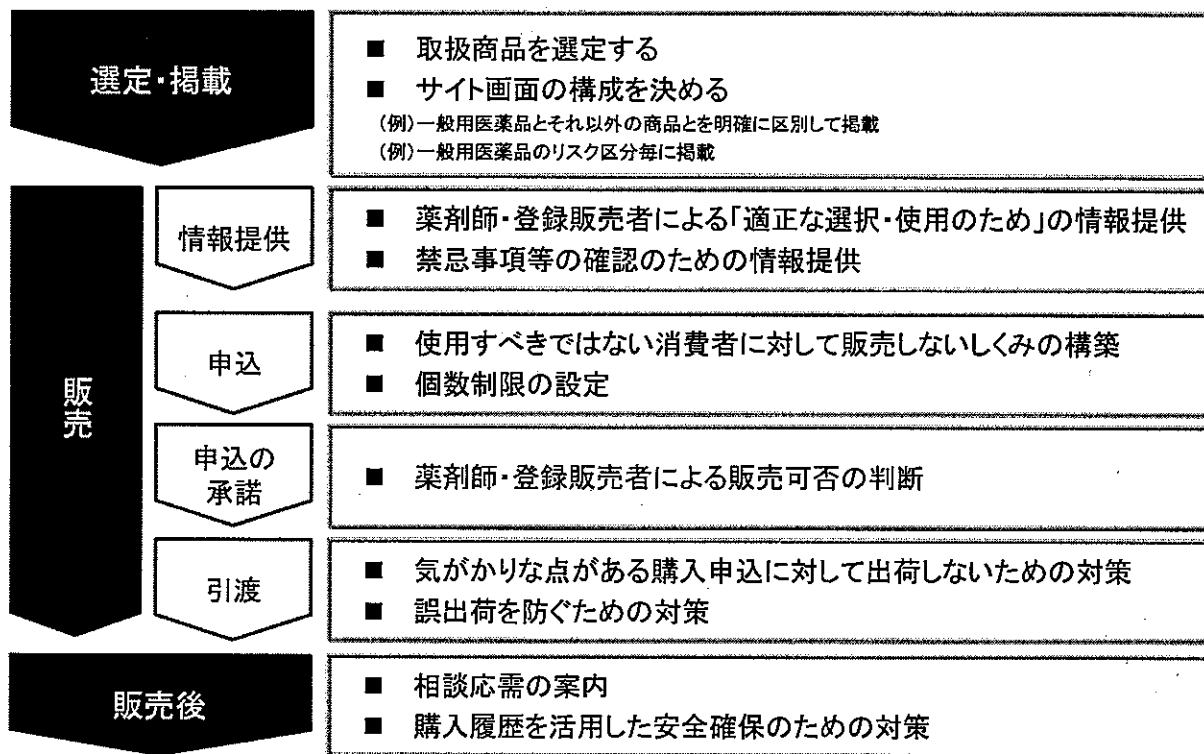 選定・掲載
■ 取扱商品を選定する
■ サイト画面の構成を決める
(例)一般用医薬品とそれ以外の商品とを明確に区別して掲載
(例)一般用医薬品のリスク区分毎に掲載
販売
情報提供
■ 薬剤師・登録販売者による「適正な選択・使用のため」の情報提供
■ 禁忌事項等の確認のための情報提供
申込
■ 使用すべきではない消費者に対して販売しないしくみの構築
■ 個数制限の設定
申込の
承諾
■ 薬剤師・登録販売者による販売可否の判断
引渡
■ 気がかりな点がある購入申込に対して出荷しないための対策
■ 誤出荷を防ぐための対策
販売後
■ 相談応需の案内
■ 購入履歴を活用した安全確保のための対策